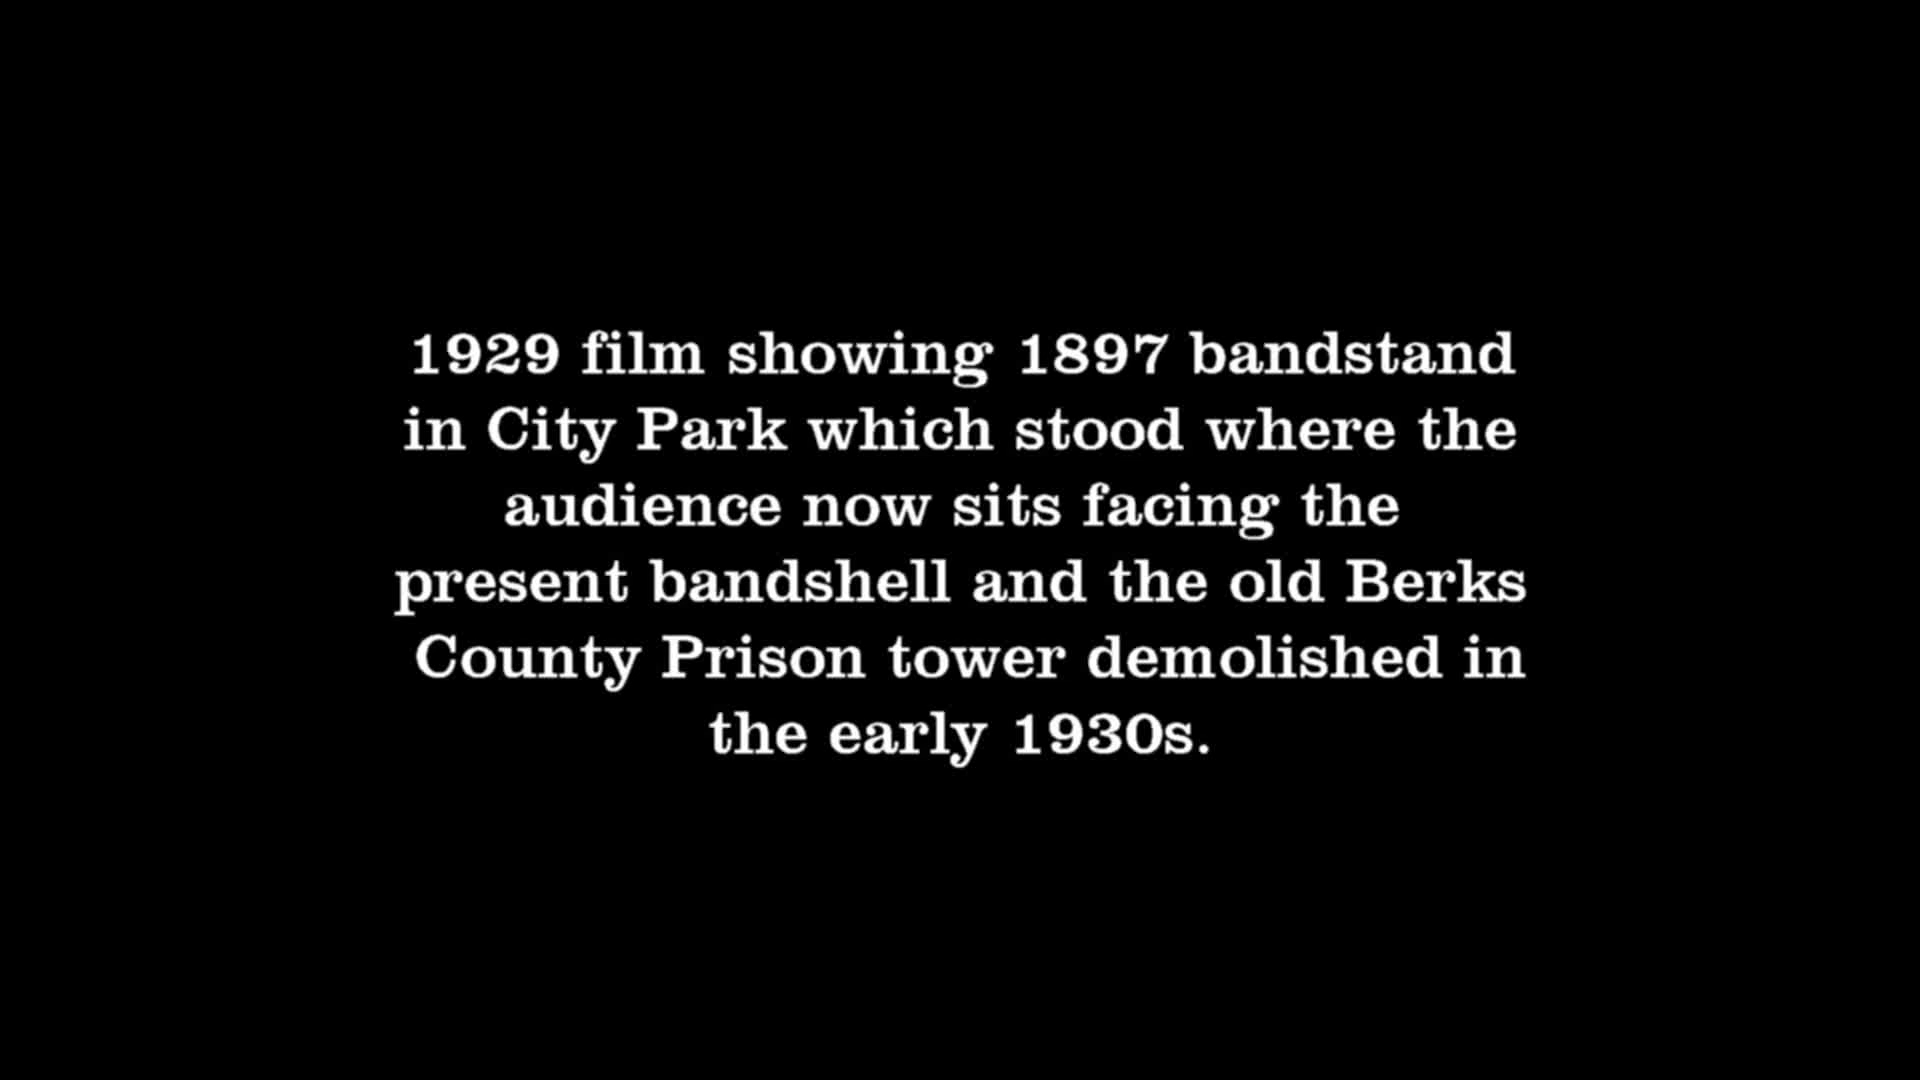 1929 film showing 1897 bandstand
in City Park which stood where the
audience now sits facing the
present bandshell and the old Berks
County Prison tower demolished in
the early 1930s.